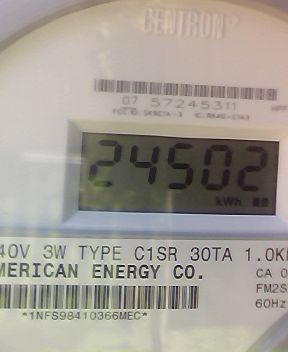 CENTRON®
07 57245311
24502
kWh
40V 3W TYPE C1SR 30TA 1.0K
MERICAN ENERGY CO.
CA 0
FM2S
60Hz
*1NFS98410366MEC*